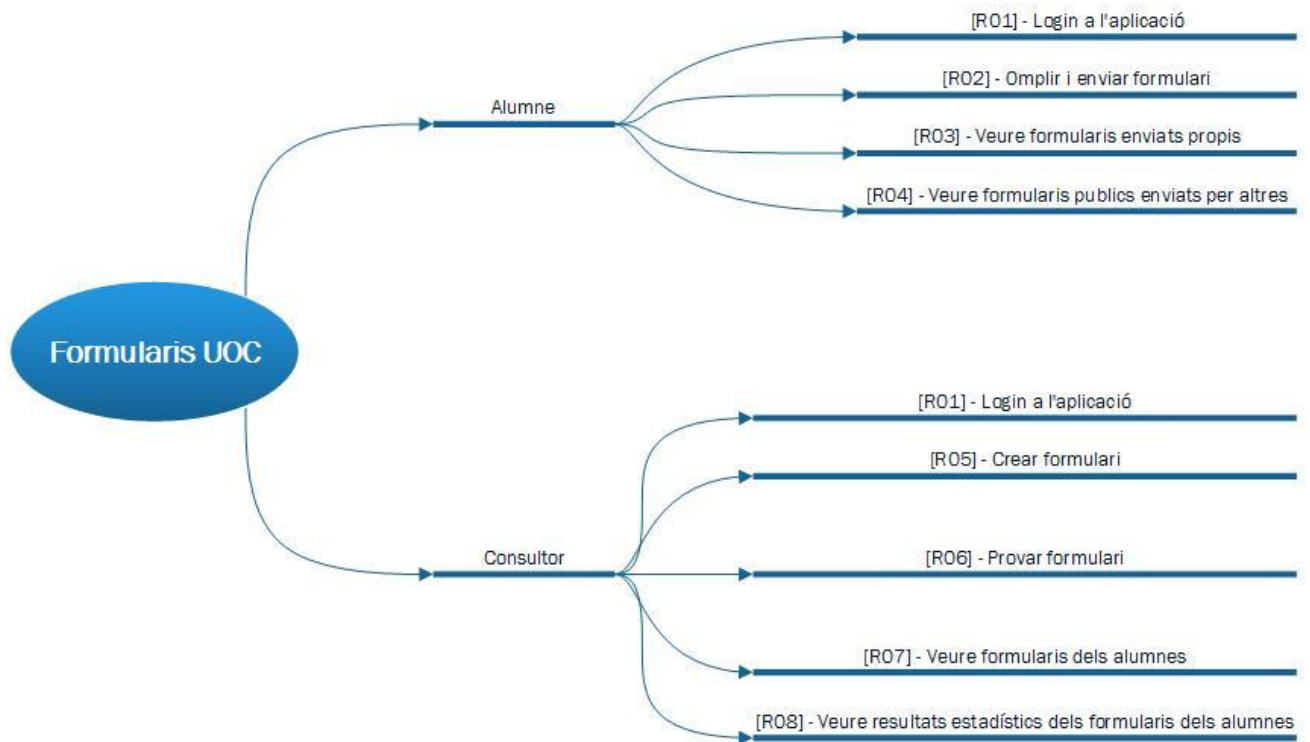 [R01] - Login a l'aplicació
[R02] - Omplir i enviar formulari
Alumne
[R03] - Veure formularis enviats propis
[R04] - Veure formularis publics enviats per altres
Formularis UOC
[R01] - Login a l'aplicació
[R05] - Crear formulari
Consultor
[R06] - Provar formulari
[R07] - Veure formularis dels alumnes
[R08] - Veure resultats estadístics dels formularis dels alumnes